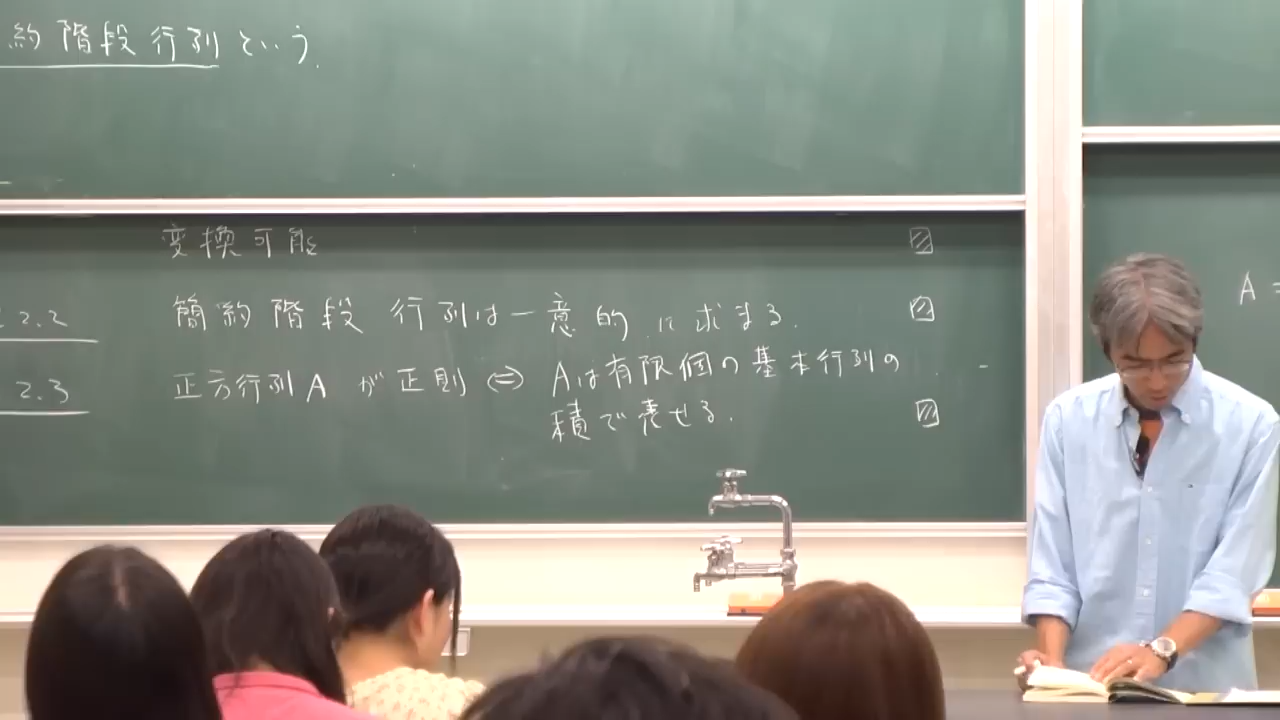 約階段行列という.
変換可能
2.2 簡約階段行列は一意的に求まる.
2.3 正方行列Aが正則⇔Aは有限個の基本行列の
積で表せる.
A =